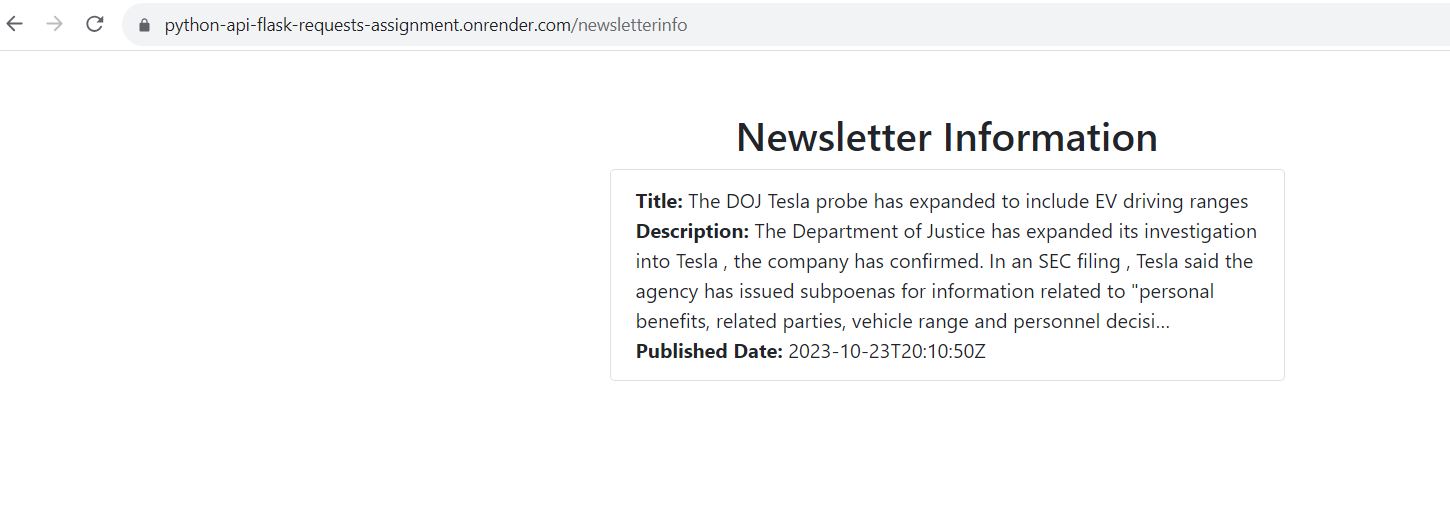 python-api-flask-requests-assignment.onrender.com/newsletterinfo
Newsletter Information
Title: The DOJ Tesla probe has expanded to include EV driving ranges
Description: The Department of Justice has expanded its investigation
into Tesla , the company has confirmed. In an SEC filing , Tesla said the
agency has issued subpoenas for information related to "personal
benefits, related parties, vehicle range and personnel decisi…
Published Date: 2023-10-23T20:10:50Z